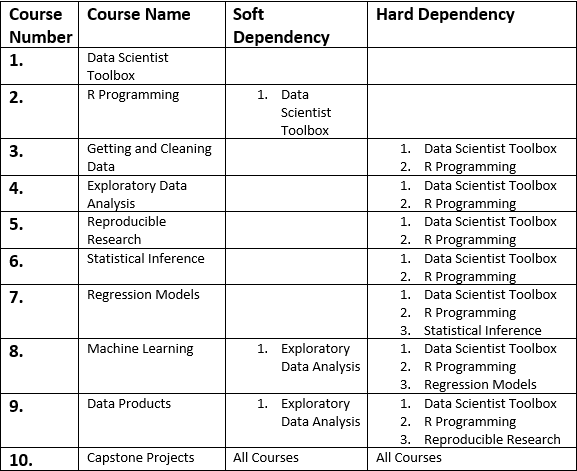 Course Number Course Name Soft Dependency Hard Dependency
1. Data Scientist Toolbox
2. R Programming 1. Data Scientist Toolbox
3. Getting and Cleaning Data 1. Data Scientist Toolbox
2. R Programming
4. Exploratory Data Analysis 1. Data Scientist Toolbox
2. R Programming
5. Reproducible Research 1. Data Scientist Toolbox
2. R Programming
6. Statistical Inference 1. Data Scientist Toolbox
2. R Programming
7. Regression Models 1. Data Scientist Toolbox
2. R Programming
3. Statistical Inference
8. Machine Learning 1. Exploratory Data Analysis 1. Data Scientist Toolbox
2. R Programming
3. Regression Models
9. Data Products 1. Exploratory Data Analysis 1. Data Scientist Toolbox
2. R Programming
3. Reproducible Research
10. Capstone Projects All Courses All Courses